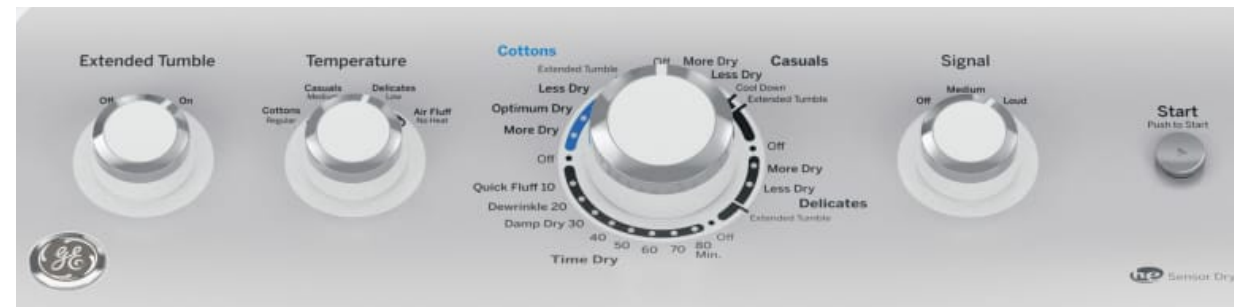 Extended Tumble
Off
On
Temperature
Cottons
Regular
Casuals
Medium
Delicates
Low
Air Fluff
No Heat
Cottons
Extended Tumble
Less Dry
Optimum Dry
More Dry
Off
Quick Fluff 10
Dewrinkle 20
Damp Dry 30
40
50
60
70
80
Min.
Time Dry
Off
More Dry
Less Dry
Casuals
Cool Down
Extended Tumble
Off
More Dry
Less Dry
Delicates
Extended Tumble
Off
Signal
Off
Medium
Loud
Start
Push to Start
GE
he Sensor Dry